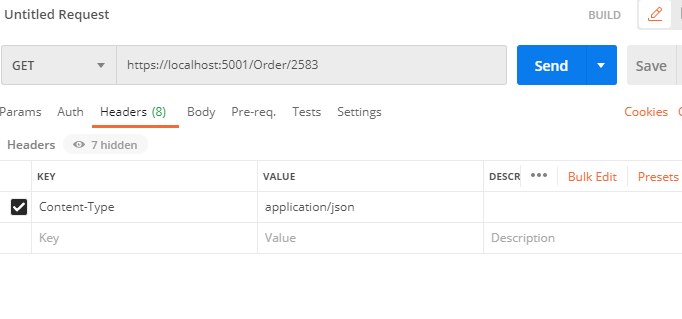 Untitled Request BUILD
GET https://localhost:5001/Order/2583 Send Save
Params Auth Headers (8) Body Pre-req. Tests Settings Cookies
Headers 7 hidden
KEY VALUE DESCR ••• Bulk Edit Presets
Content-Type application/json
Key Value Description